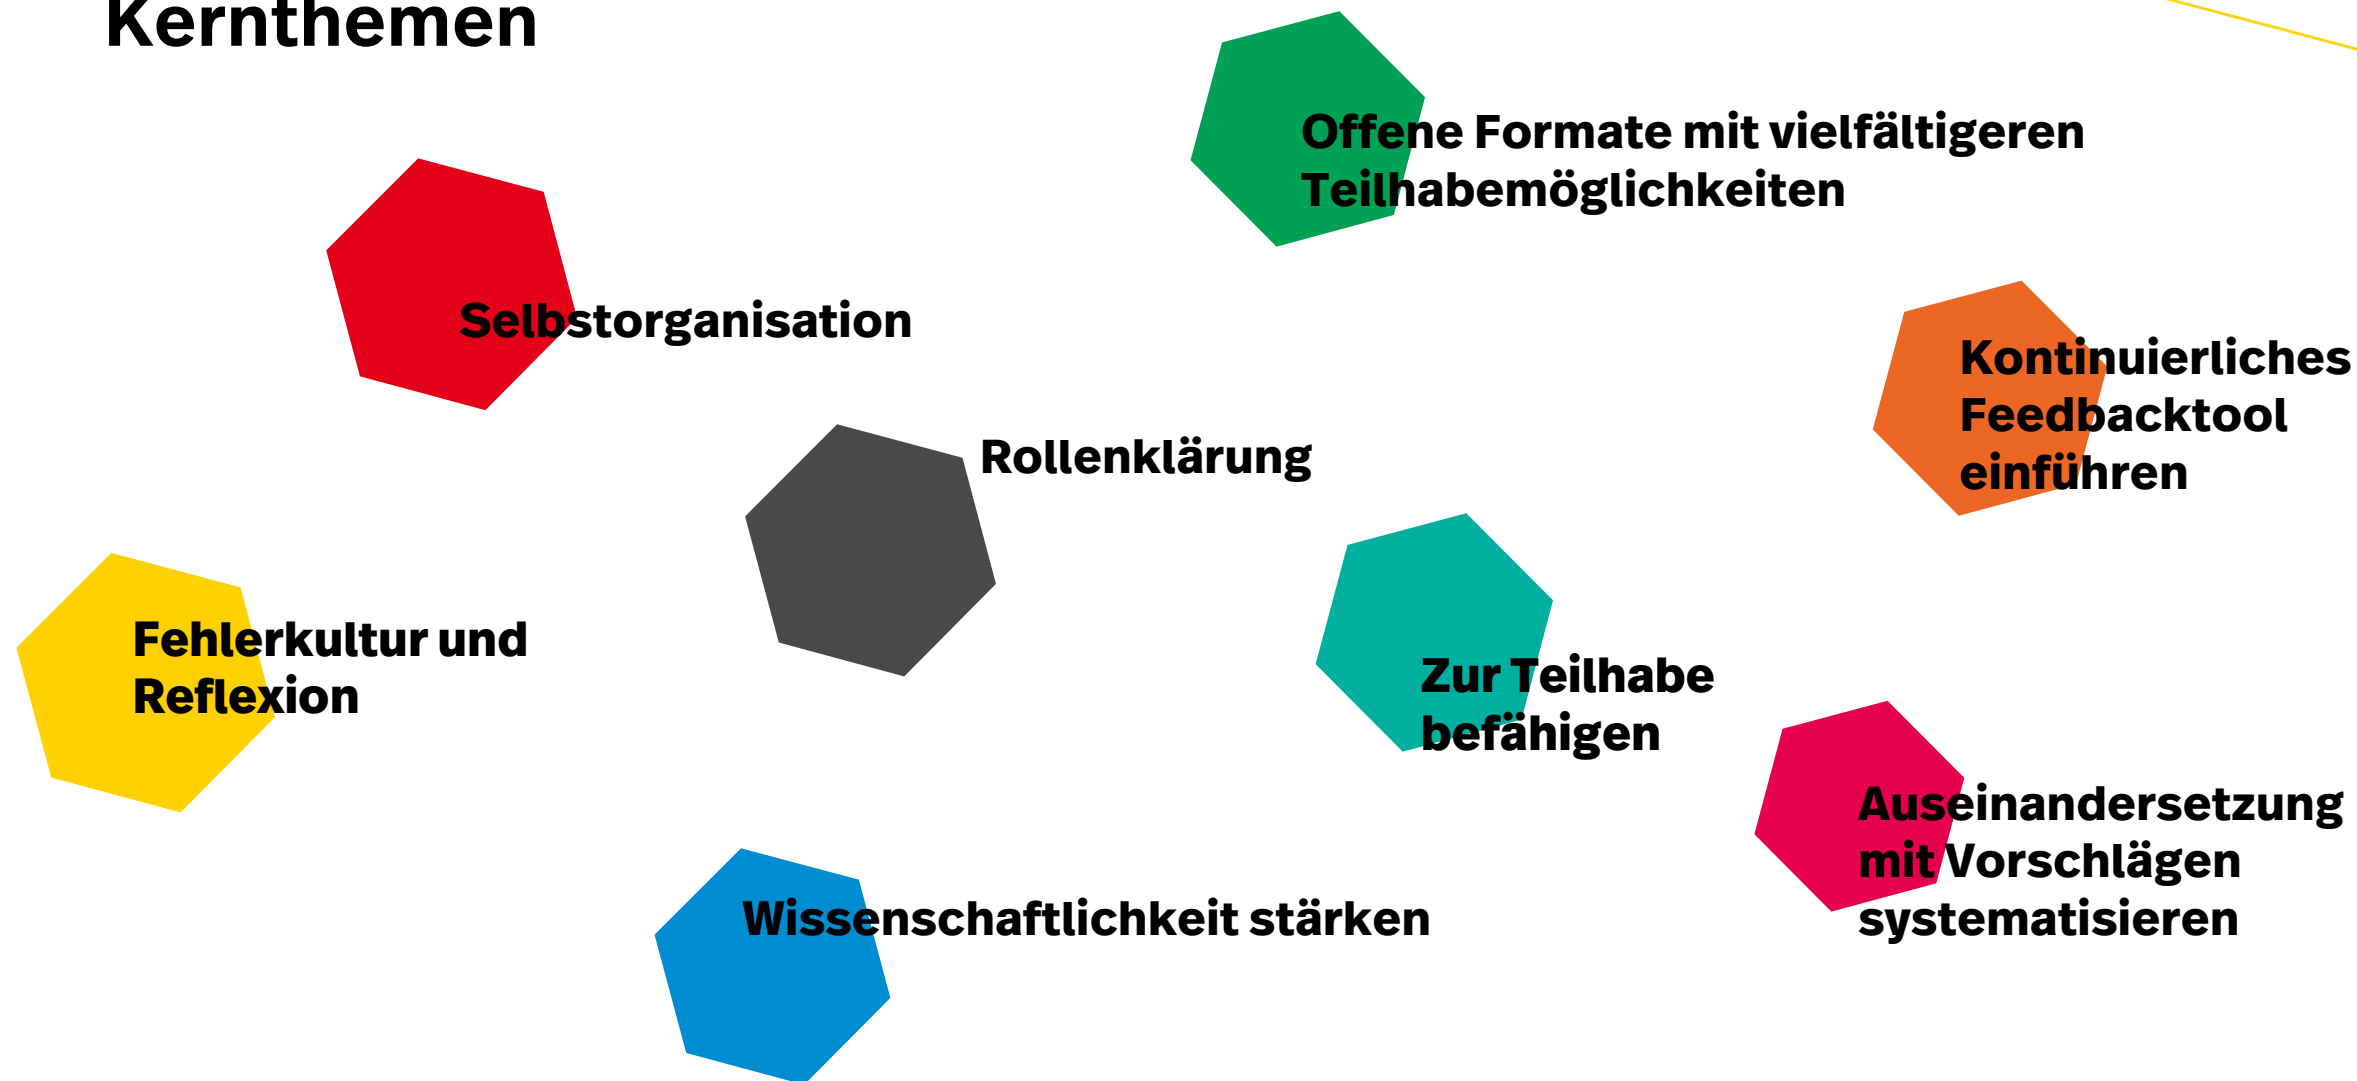 Kernthemen
Offene Formate mit vielfältigeren
Teilhabemöglichkeiten
Selbstorganisation
Kontinuierliches
Feedbacktool
einführen
Rollenklärung
Fehlerkultur und
Reflexion
Zur Teilhabe
befähigen
Auseinandersetzung
mit Vorschlägen
systematisieren
Wissenschaftlichkeit stärken